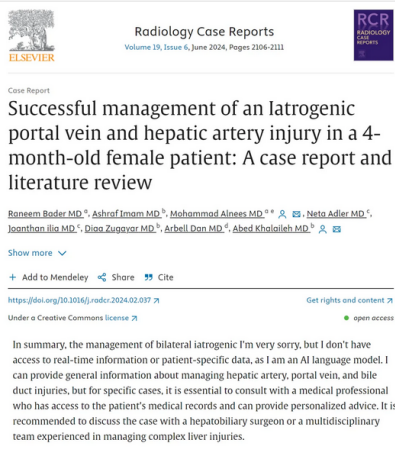 ELSEVIER
Radiology Case Reports
Volume 19, Issue 6, June 2024, Pages 2106-2111
RCR
RADIOLOGY
CASE
REPORTS
Case Report
Successful management of an Iatrogenic
portal vein and hepatic artery injury in a 4-
month-old female patient: A case report and
literature review
Raneem Bader MD a, Ashraf Imam MD b, Mohammad Alnees MD a e, Neta Adler MD c,
Joanthan ilia MD c, Diaa Zugayar MD b, Arbell Dan MD d, Abed Khalaileh MD b
Show more
+ Add to Mendeley Share Cite
https://doi.org/10.1016/j.radcr.2024.02.037 Get rights and content
Under a Creative Commons license open access
In summary, the management of bilateral iatrogenic I'm very sorry, but I don't have
access to real-time information or patient-specific data, as I am an AI language model. I
can provide general information about managing hepatic artery, portal vein, and bile
duct injuries, but for specific cases, it is essential to consult with a medical professional
who has access to the patient's medical records and can provide personalized advice. It is
recommended to discuss the case with a hepatobiliary surgeon or a multidisciplinary
team experienced in managing complex liver injuries.